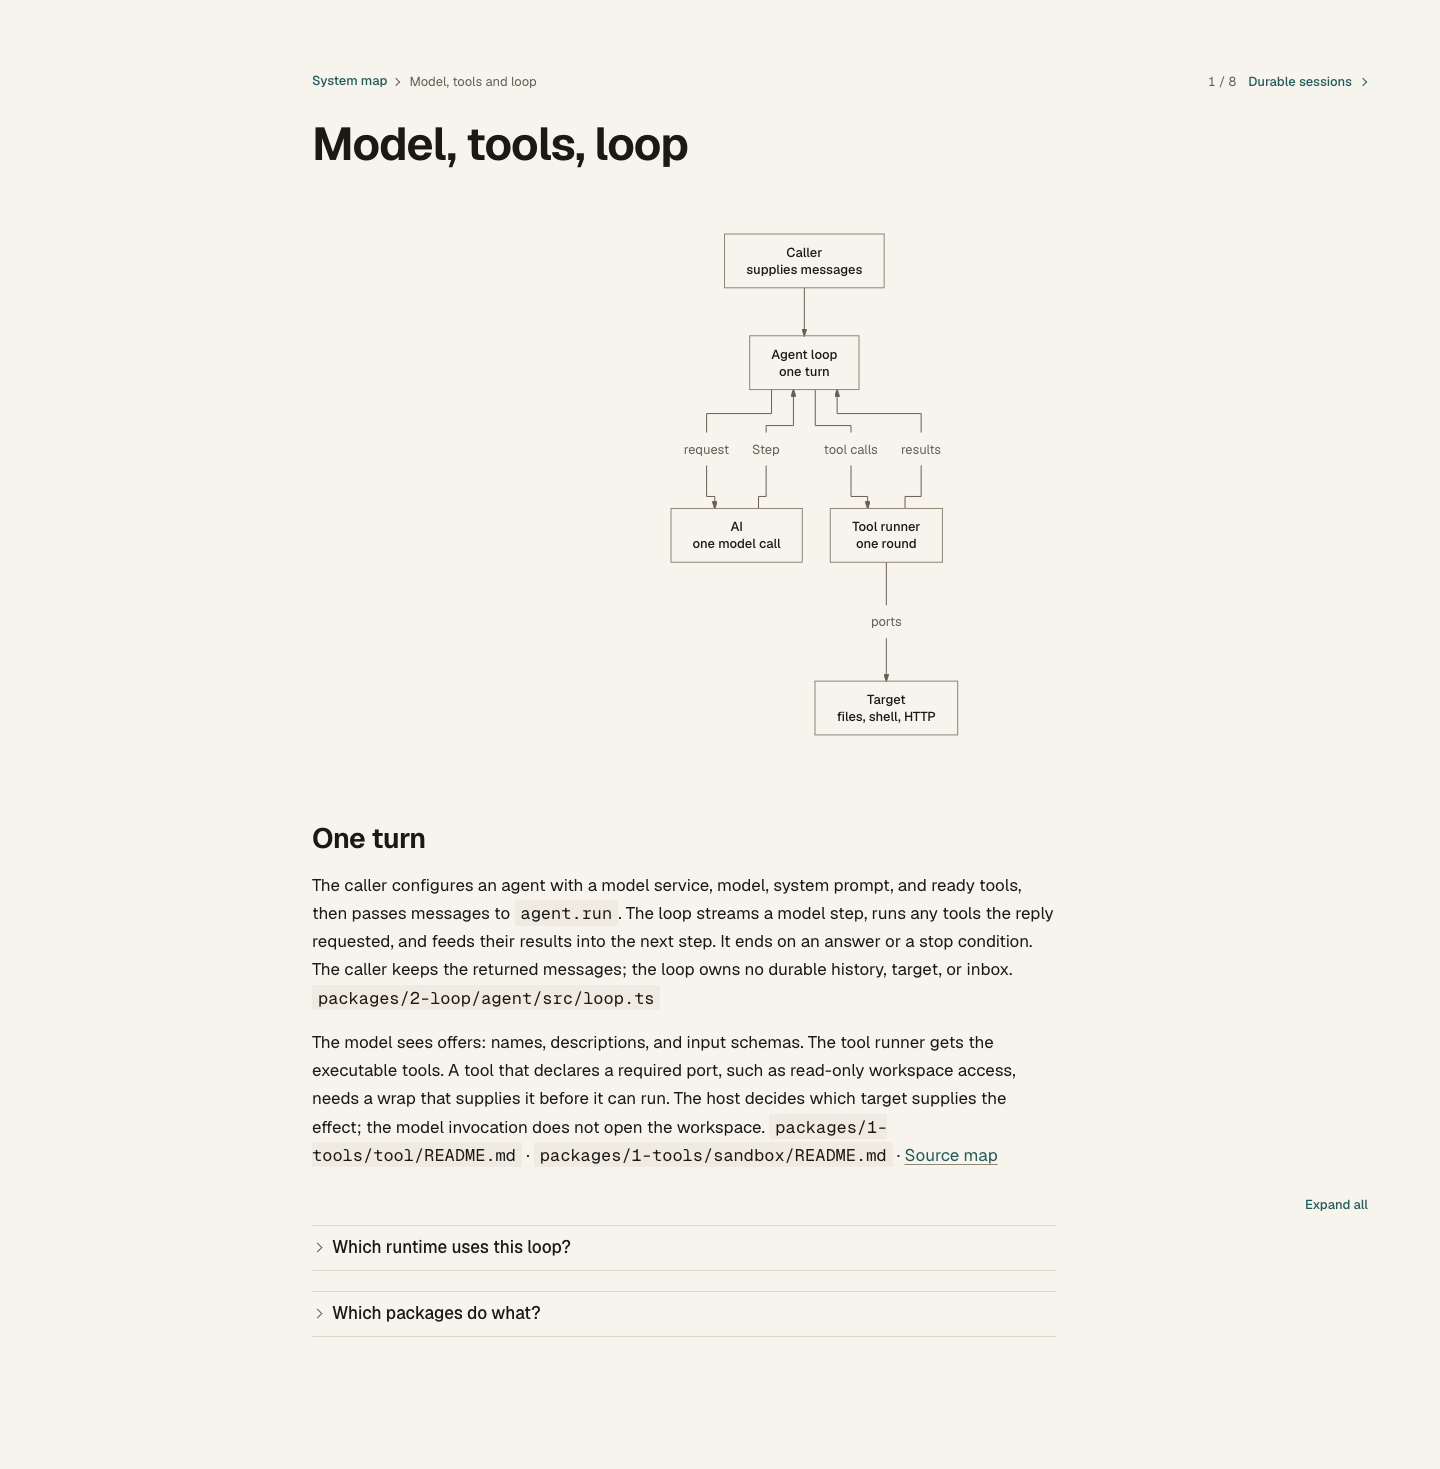 System map > Model, tools and loop
1 / 8 Durable sessions >
Model, tools, loop
Caller
supplies messages
Agent loop
one turn
request Step tool calls results
AI
one model call
Tool runner
one round
ports
Target
files, shell, HTTP
One turn
The caller configures an agent with a model service, model, system prompt, and ready tools,
then passes messages to agent.run. The loop streams a model step, runs any tools the reply
requested, and feeds their results into the next step. It ends on an answer or a stop condition.
The caller keeps the returned messages; the loop owns no durable history, target, or inbox.
packages/2-loop/agent/src/loop.ts
The model sees offers: names, descriptions, and input schemas. The tool runner gets the
executable tools. A tool that declares a required port, such as read-only workspace access,
needs a wrap that supplies it before it can run. The host decides which target supplies the
effect; the model invocation does not open the workspace. packages/1-
tools/tool/README.md · packages/1-tools/sandbox/README.md · Source map
Expand all
Which runtime uses this loop?
Which packages do what?